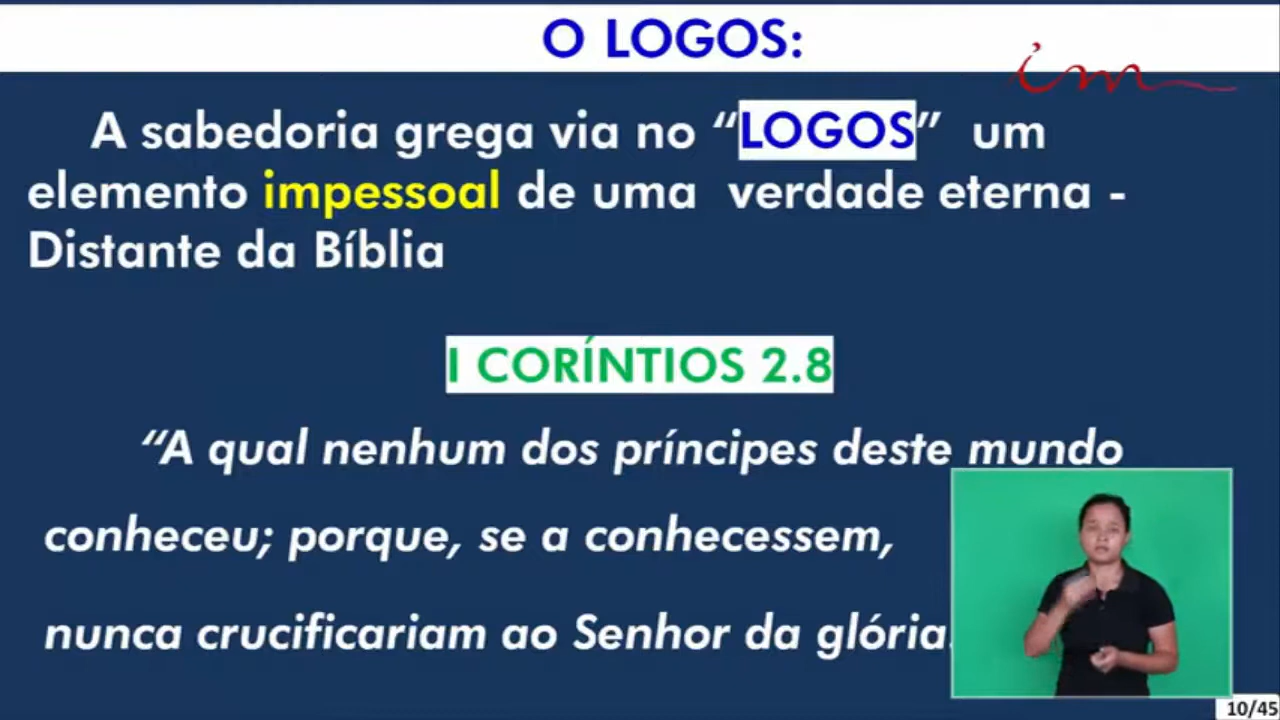 O LOGOS:
im
A sabedoria grega via no “LOGOS” um
elemento impessoal de uma verdade eterna -
Distante da Bíblia
I CORÍNTIOS 2.8
“A qual nenhum dos príncipes deste mundo
conheceu; porque, se a conhecessem,
nunca crucificariam ao Senhor da glória.
10/45